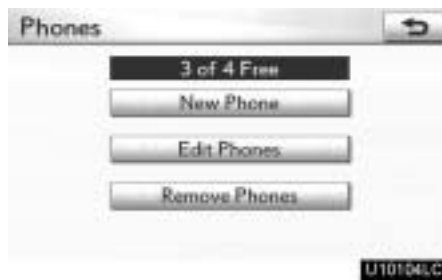 Phones
3 of 4 Free
New Phone
Edit Phones
Remove Phones
U10104LC